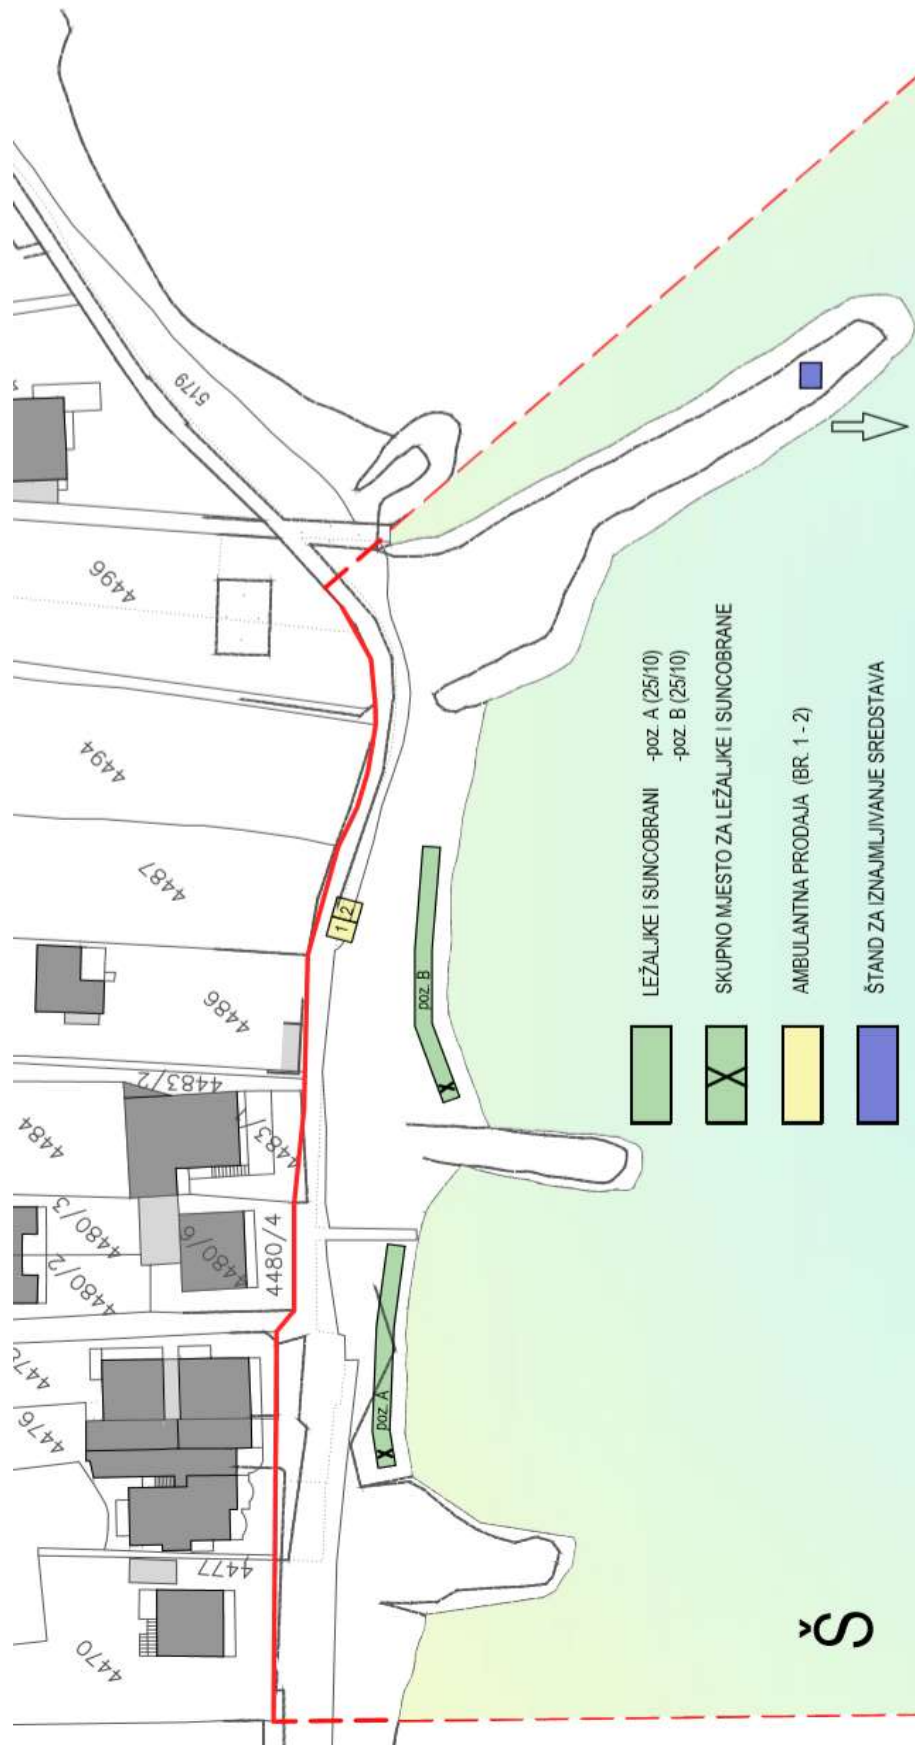 5179
4496
4494
4487
4486
4483/2
4483/1
4484
4480/3
4480/2
4480/6
4480/4
4476
4477
4470
1
2
poz. B
X
poz. A
X
LEŽALJKE I SUNCOBRANI -poz. A (25/10)
-poz. B (25/10)
SKUPNO MJESTO ZA LEŽALJKE I SUNCOBRANE
AMBULANTNA PRODAJA (BR. 1 - 2)
ŠTAND ZA IZNAJMLJIVANJE SREDSTAVA
Š